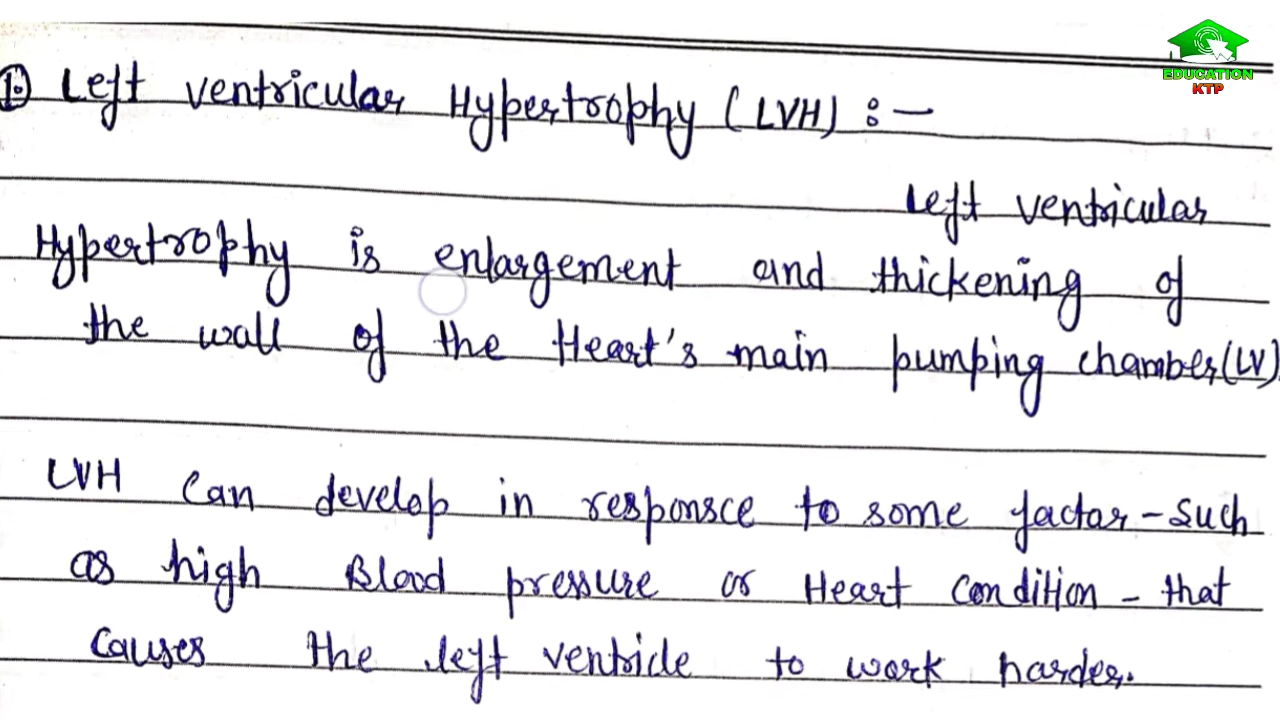 EDUCATION
KTP
1. Left ventricular Hypertrophy (LVH) :-
Left ventricular
Hypertrophy is enlargement and thickening of
the wall of the Heart's main pumping chamber (LV).
LVH Can develop in responsce to some factor - Such
as high Blood pressure or Heart Condition - that
Causes the left ventricle to work harder.